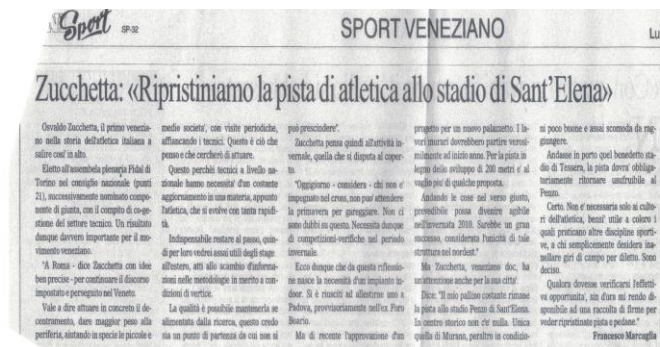 Sport SP-32
SPORT VENEZIANO
Lu
Zucchetta: «Ripristiniamo la pista di atletica allo stadio di Sant'Elena»
Osvaldo Zucchetta, il primo venezia-
no nella storia dell'atletica italiana a
salire cosi' in alto.
Eletto all'assemblea plenaria Fidal di
Torino nel consiglio nazionale (punti
21), successivamente nominato compo-
nente di giunta, con il compito di co-ge-
stione del settore tecnico. Un risultato
dunque davvero importante per il mo-
vimento veneziano.
"A Roma - dice Zucchetta con idee
ben precise - per continuare il discorso
impostato e perseguito nel Veneto.
Vale a dire attuare in concreto il de-
centramento, dare maggior peso alla
periferia, aiutando in specie le piccole e
medie societa', con visite periodiche,
affiancando i tecnici. Questo è ciò che
penso e che cercherò di attuare.
Questo perchè tecnici a livello na-
zionale hanno necessita' d'un costante
aggiornamento in una materia, appunto
l'atletica, che si evolve con tanta rapidi-
tà.
Indispensabile restare al passo, quin-
di per loro vedrei assai utili degli stage
all'estero, atti allo scambio d'informa-
zioni nelle metodologie in merito a con-
duzioni di vertice.
La qualità è possibile mantenerla se
alimentata dalla ricerca, questo credo
sia un punto di partenza da cui non si
può prescindere".
Zucchetta pensa quindi all'attività in-
vernale, quella che si disputa al coper-
to.
"Oggigiorno - considera - chi non e'
impegnato nel cross, non puo' attendere
la primavera per gareggiare. Non ci
sono dubbi su questo. Necessita dunque
di competizioni-verifiche nel periodo
invernale.
Ecco dunque che da questa riflessio-
ne nasce la necessità d'un impianto in-
door. Si è riusciti ad allestirne uno a
Padova, provvisoriamente nell'ex Foro
Boario.
Ma di recente l'approvazione d'un
progetto per un nuovo palazzetto. I la-
vori murari dovrebbero partire verosi-
milmente ad inizio anno. Per la pista in
legno dello sviluppo di 200 metri e' al
vaglio piu' di qualche proposta.
Andando le cose nel verso giusto,
prevedibile possa divenire agibile
nell'invernata 2010. Sarebbe un gran
successo, considerata l'unicità di tale
struttura nel nordest."
Ma Zucchetta, veneziano doc, ha
un'attenzione anche per la sua citta'.
Dice: "Il mio pallino costante rimane
la pista allo stadio Penzo di Sant'Elena.
In centro storico non c'e' nulla. Unica
quella di Murano, peraltro in condizio-
ni poco buone e assai scomoda da rag-
giungere.
Andasse in porto quel benedetto sta-
dio di Tessera, la pista dovra' obbliga-
toriamente ritornare usufruibile al
Penzo.
Certo. Non e' necessaria solo ai culto-
ri dell'atletica, bensi' utile a coloro i
quali praticano altre discipline sporti-
ve, a chi semplicemente desidera ina-
nellare giri di campo per diletto. Sono
deciso.
Qualora dovesse verificarsi l'effetti-
va opportunita', sin d'ora mi rendo di-
sponibile ad una raccolta di firme per
veder ripristinate pista e pedane."
Francesco Marcaglia